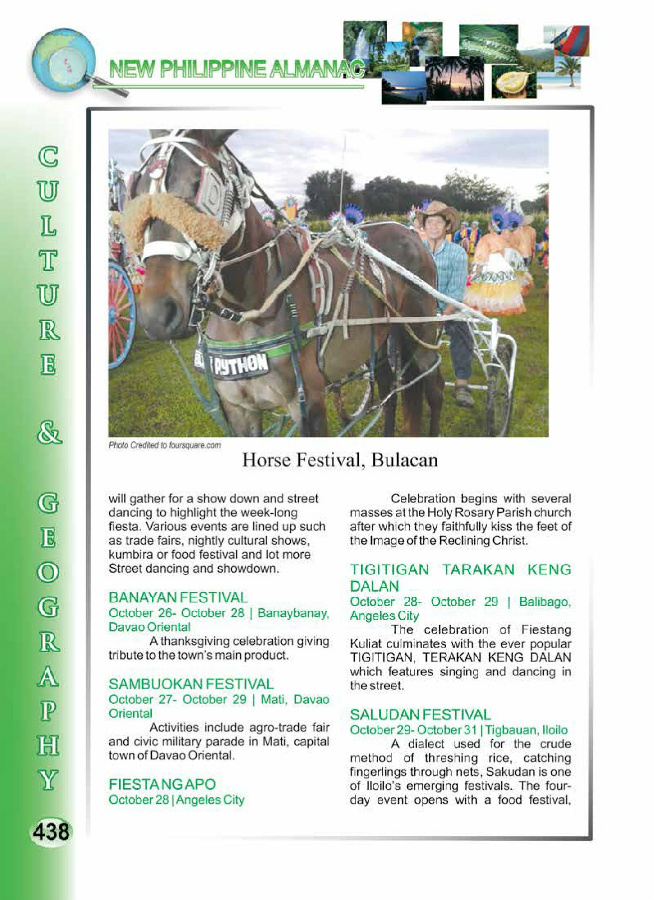 NEW PHILIPPINE ALMANAC
CULTURE & GEOGRAPHY
PYTHON
Photo Credited to foursquare.com
Horse Festival, Bulacan
will gather for a show down and street
dancing to highlight the week-long
fiesta. Various events are lined up such
as trade fairs, nightly cultural shows,
kumbira or food festival and lot more
Street dancing and showdown.
BANAYAN FESTIVAL
October 26- October 28 | Banaybanay,
Davao Oriental
A thanksgiving celebration giving
tribute to the town's main product.
SAMBUOKAN FESTIVAL
October 27- October 29 | Mati, Davao
Oriental
Activities include agro-trade fair
and civic military parade in Mati, capital
town of Davao Oriental.
FIESTA NG APO
October 28 | Angeles City
Celebration begins with several
masses at the Holy Rosary Parish church
after which they faithfully kiss the feet of
the Image of the Reclining Christ.
TIGITIGAN TARAKAN KENG
DALAN
October 28- October 29 | Balibago,
Angeles City
The celebration of Fiestang
Kuliat culminates with the ever popular
TIGITIGAN, TERAKAN KENG DALAN
which features singing and dancing in
the street.
SALUDAN FESTIVAL
October 29- October 31 | Tigbauan, Iloilo
A dialect used for the crude
method of threshing rice, catching
fingerlings through nets, Sakudan is one
of Iloilo's emerging festivals. The four-
day event opens with a food festival,
438